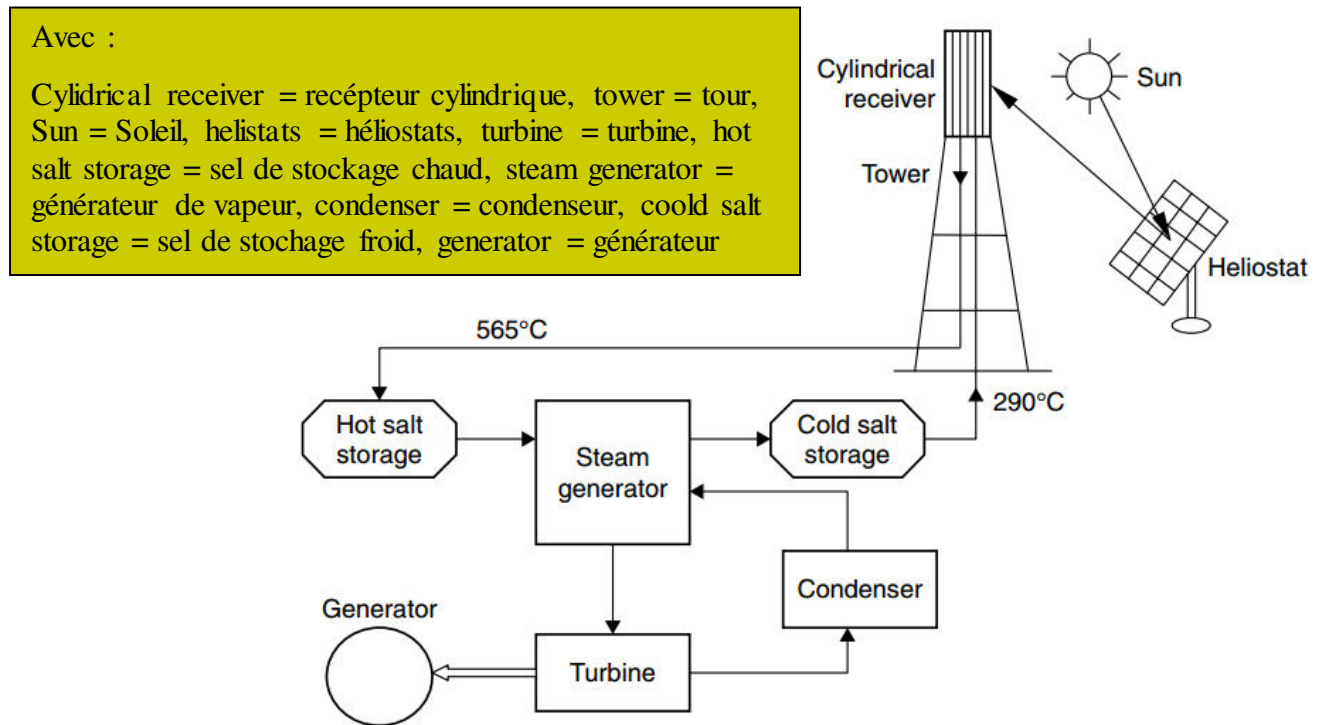 Avec :
Cylidrical receiver = recépteur cylindrique, tower = tour,
Sun = Soleil, helistats = héliostats, turbine = turbine, hot
salt storage = sel de stockage chaud, steam generator =
générateur de vapeur, condenser = condenseur, coold salt
storage = sel de stochage froid, generator = générateur
Cylindrical
receiver
Sun
Tower
Heliostat
565°C
290°C
Hot salt
storage
Steam
generator
Cold salt
storage
Condenser
Generator
Turbine